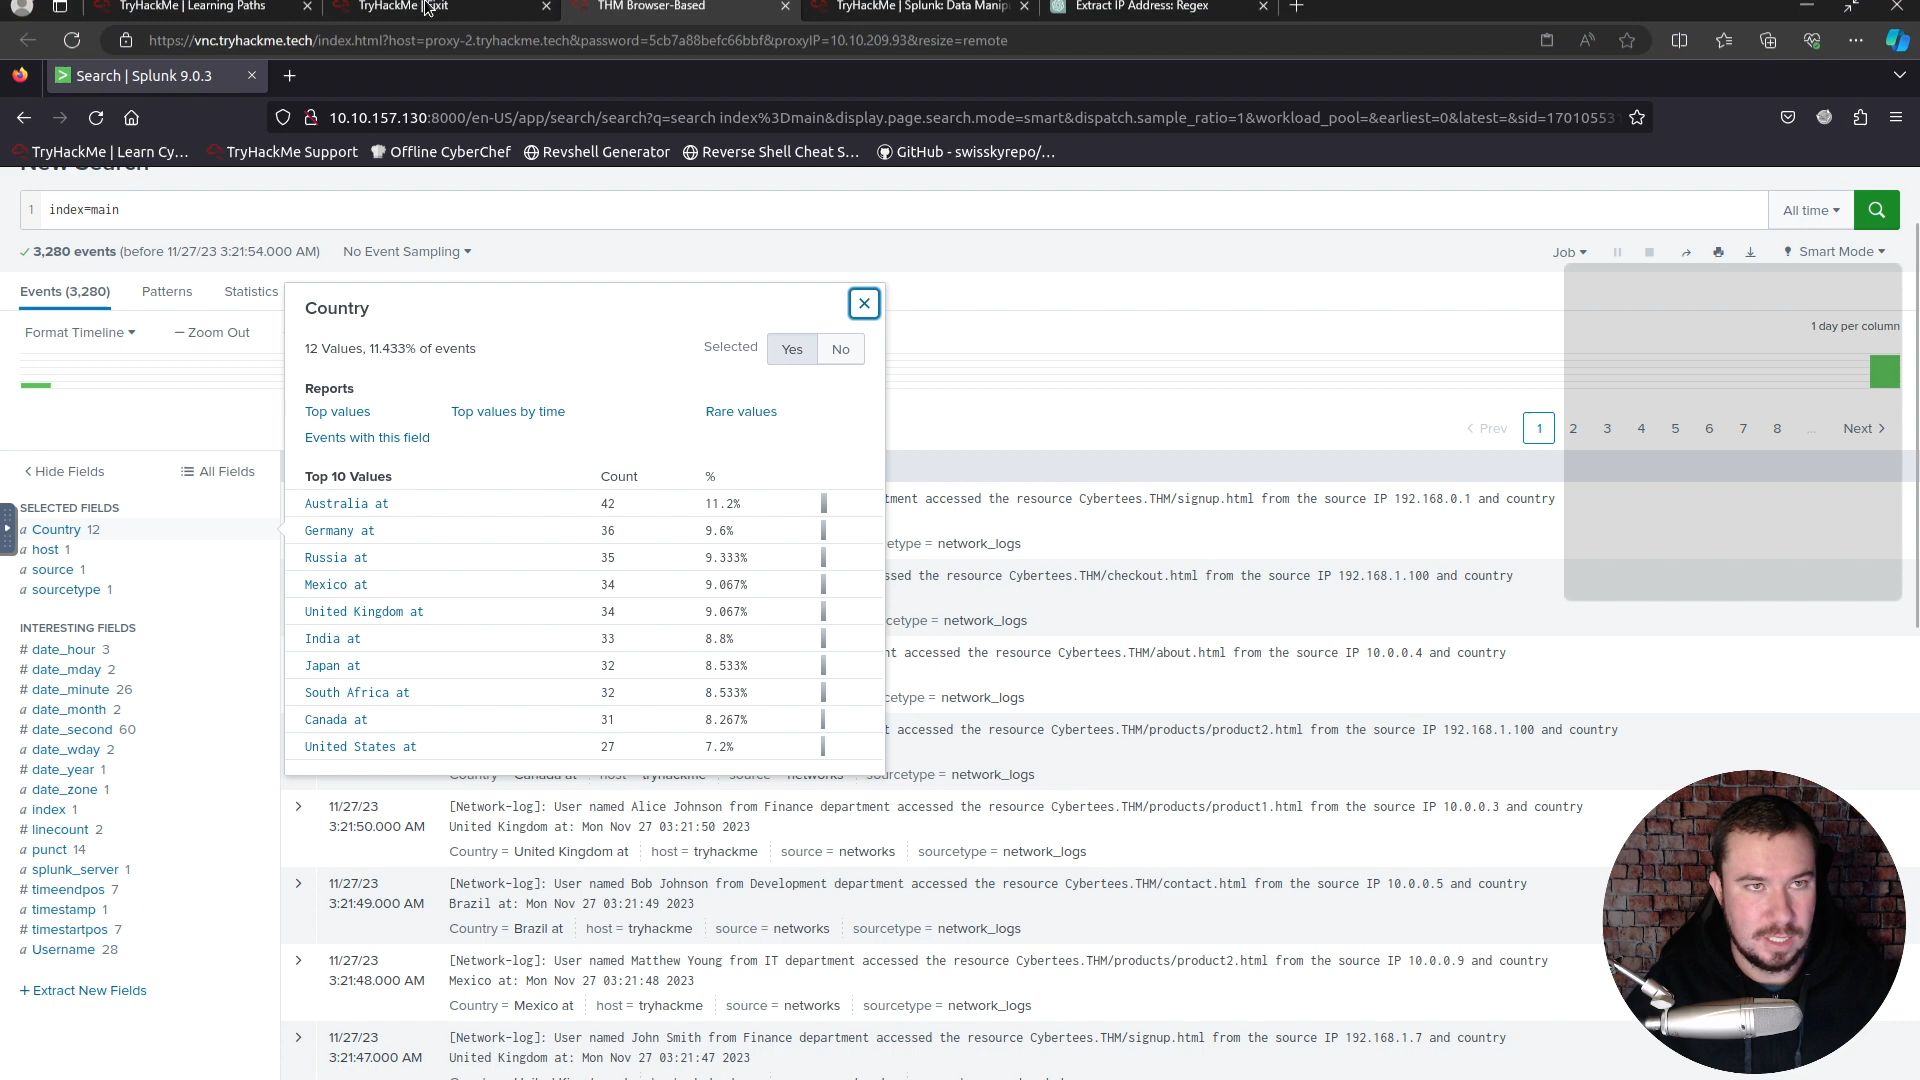 TryHackMe | Learning Paths
TryHackMe | Fixit
THM Browser-Based
TryHackMe | Splunk: Data Manip
Extract IP Address: Regex
https://vnc.tryhackme.tech/index.html?host=proxy-2.tryhackme.tech&password=5cb7a88befc66bbf&proxyIP=10.10.209.93&resize=remote
Search | Splunk 9.0.3
10.10.157.130:8000/en-US/app/search/search?q=search index%3Dmain&display.page.search.mode=smart&dispatch.sample_ratio=1&workload_pool=&earliest=0&latest=&sid=170105531
TryHackMe | Learn Cy...
TryHackMe Support
Offline CyberChef
Revshell Generator
Reverse Shell Cheat S...
GitHub - swisskyrepo/...
New Search
1 index=main
All time
3,280 events (before 11/27/23 3:21:54.000 AM)
No Event Sampling
Job
Smart Mode
Events (3,280)
Patterns
Statistics
Format Timeline
— Zoom Out
1 day per column
Country
12 Values, 11.433% of events
Selected Yes No
Reports
Top values Top values by time Rare values
Events with this field
Top 10 Values Count %
Australia at 42 11.2%
Germany at 36 9.6%
Russia at 35 9.333%
Mexico at 34 9.067%
United Kingdom at 34 9.067%
India at 33 8.8%
Japan at 32 8.533%
South Africa at 32 8.533%
Canada at 31 8.267%
United States at 27 7.2%
< Prev 1 2 3 4 5 6 7 8 ... Next >
< Hide Fields
All Fields
SELECTED FIELDS
a Country 12
a host 1
a source 1
a sourcetype 1
INTERESTING FIELDS
# date_hour 3
# date_mday 2
# date_minute 26
a date_month 2
# date_second 60
a date_wday 2
# date_year 1
a date_zone 1
a index 1
# linecount 2
a punct 14
a splunk_server 1
# timeendpos 7
a timestamp 1
# timestartpos 7
a Username 28
+ Extract New Fields
tment accessed the resource Cybertees.THM/signup.html from the source IP 192.168.0.1 and country
etype = network_logs
ssed the resource Cybertees.THM/checkout.html from the source IP 192.168.1.100 and country
cetype = network_logs
nt accessed the resource Cybertees.THM/about.html from the source IP 10.0.0.4 and country
cetype = network_logs
t accessed the resource Cybertees.THM/products/product2.html from the source IP 192.168.1.100 and country
Country = Canada at host = tryhackme source = networks sourcetype = network_logs
11/27/23
3:21:50.000 AM
[Network-log]: User named Alice Johnson from Finance department accessed the resource Cybertees.THM/products/product1.html from the source IP 10.0.0.3 and country
United Kingdom at: Mon Nov 27 03:21:50 2023
Country = United Kingdom at host = tryhackme source = networks sourcetype = network_logs
11/27/23
3:21:49.000 AM
[Network-log]: User named Bob Johnson from Development department accessed the resource Cybertees.THM/contact.html from the source IP 10.0.0.5 and country
Brazil at: Mon Nov 27 03:21:49 2023
Country = Brazil at host = tryhackme source = networks sourcetype = network_logs
11/27/23
3:21:48.000 AM
[Network-log]: User named Matthew Young from IT department accessed the resource Cybertees.THM/products/product2.html from the source IP 10.0.0.9 and country
Mexico at: Mon Nov 27 03:21:48 2023
Country = Mexico at host = tryhackme source = networks sourcetype = network_logs
11/27/23
3:21:47.000 AM
[Network-log]: User named John Smith from Finance department accessed the resource Cybertees.THM/signup.html from the source IP 192.168.1.7 and country
United Kingdom at: Mon Nov 27 03:21:47 2023